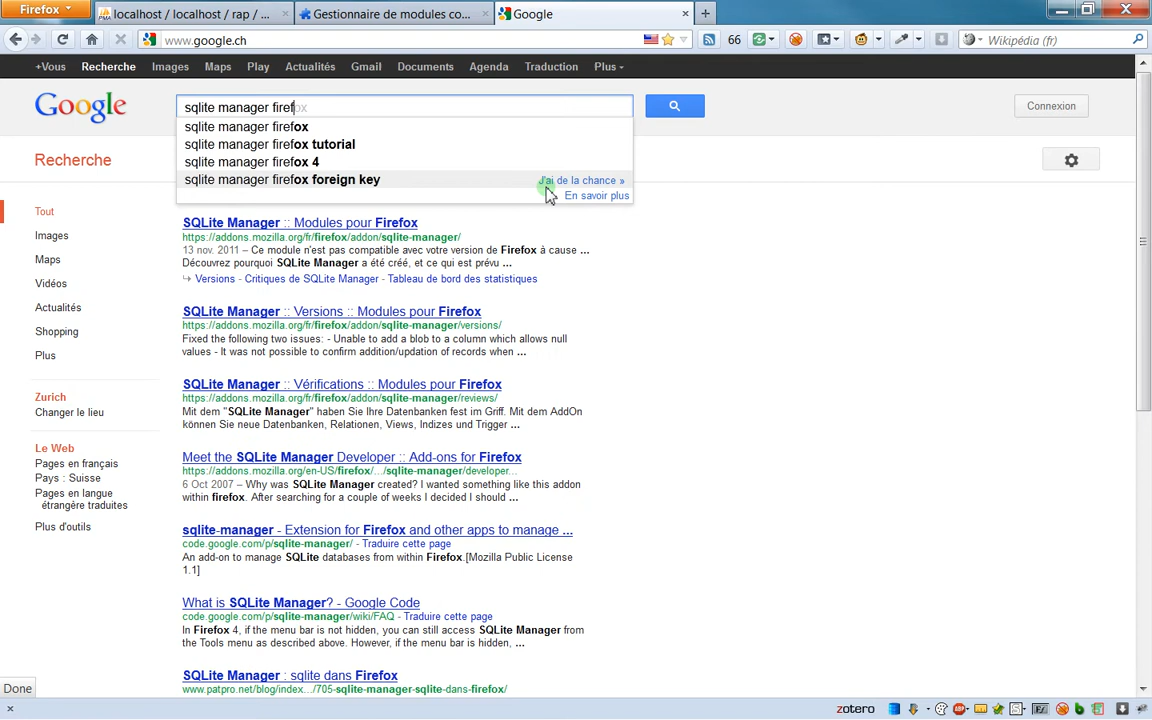 Firefox
localhost / localhost / rap / ...
Gestionnaire de modules co...
Google
www.google.ch
66
Wikipédia (fr)
+Vous Recherche Images Maps Play Actualités Gmail Documents Agenda Traduction Plus
Google
sqlite manager firefox
Connexion
sqlite manager firefox
sqlite manager firefox tutorial
sqlite manager firefox 4
sqlite manager firefox foreign key
J'ai de la chance »
En savoir plus
Recherche
Tout
Images
Maps
Vidéos
Actualités
Shopping
Plus
Zurich
Changer le lieu
Le Web
Pages en français
Pays : Suisse
Pages en langue
étrangère traduites
Plus d'outils
SQLite Manager :: Modules pour Firefox
https://addons.mozilla.org/fr/firefox/addon/sqlite-manager/
13 nov. 2011 – Ce module n'est pas compatible avec votre version de Firefox à cause ...
Découvrez pourquoi SQLite Manager a été créé, et ce qui est prévu ...
Versions - Critiques de SQLite Manager - Tableau de bord des statistiques
SQLite Manager :: Versions :: Modules pour Firefox
https://addons.mozilla.org/fr/firefox/addon/sqlite-manager/versions/
Fixed the following two issues: - Unable to add a blob to a column which allows null
values - It was not possible to confirm addition/updation of records when ...
SQLite Manager :: Vérifications :: Modules pour Firefox
https://addons.mozilla.org/fr/firefox/addon/sqlite-manager/reviews/
Mit dem "SQLite Manager" haben Sie Ihre Datenbanken fest im Griff. Mit dem AddOn
können Sie neue Datenbanken, Relationen, Views, Indizes und Trigger ...
Meet the SQLite Manager Developer :: Add-ons for Firefox
https://addons.mozilla.org/en-US/firefox/.../sqlite-manager/developer...
6 Oct 2007 – Why was SQLite Manager created? I wanted something like this addon
within firefox. After searching for a couple of weeks I decided I should ...
sqlite-manager - Extension for Firefox and other apps to manage ...
code.google.com/p/sqlite-manager/ - Traduire cette page
An add-on to manage SQLite databases from within Firefox.[Mozilla Public License
1.1]
What is SQLite Manager? - Google Code
code.google.com/p/sqlite-manager/wiki/FAQ - Traduire cette page
In Firefox 4, if the menu bar is not hidden, you can still access SQLite Manager from
the Tools menu as described above. However, if the menu bar is hidden, ...
SQLite Manager : sqlite dans Firefox
www.patpro.net/blog/index.../705-sqlite-manager-sqlite-dans-firefox/
Done
zotero